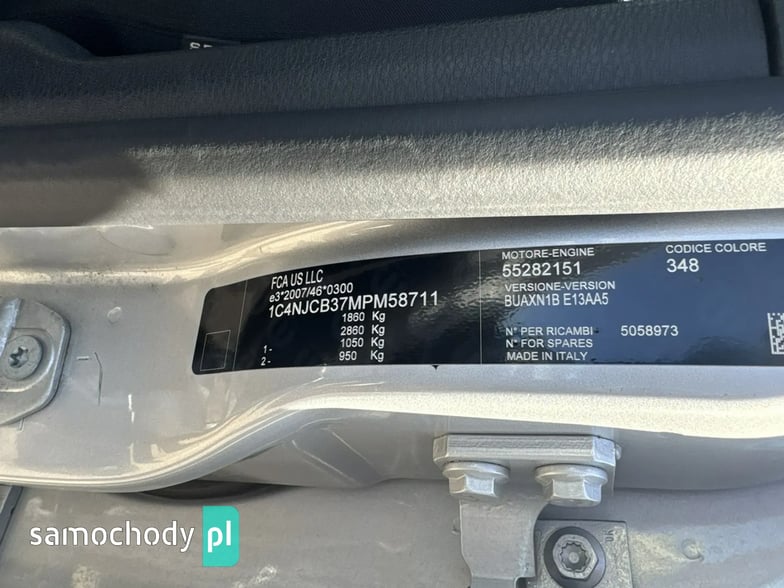 FCA US LLC
e3*2007/46*0300
1C4NJCB37MPM58711
1860 Kg
2860 Kg
1 - 1050 Kg
2 - 950 Kg
MOTORE-ENGINE
55282151
VERSIONE-VERSION
BUAXN1B E13AA5
N° PER RICAMBI 5058973
N° FOR SPARES
MADE IN ITALY
CODICE COLORE
348
samochody pl